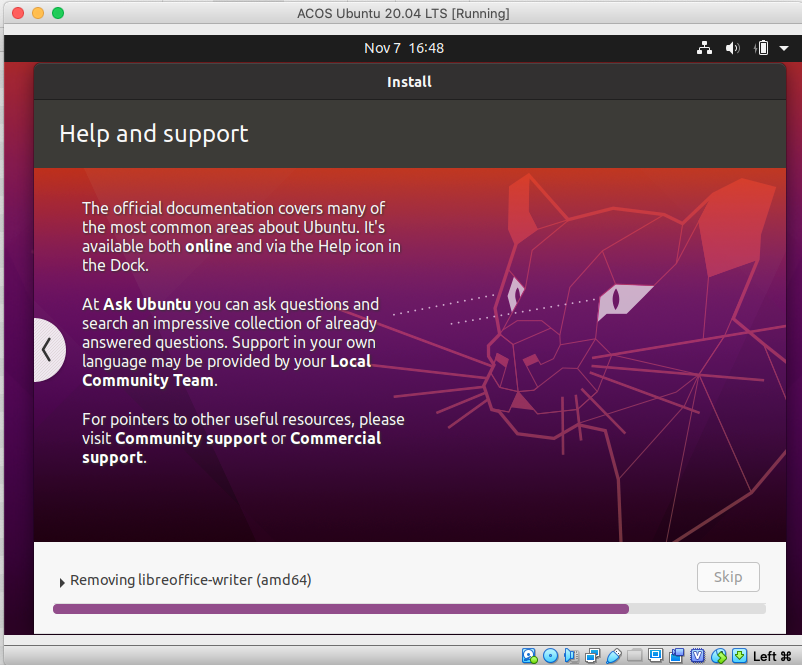 ACOS Ubuntu 20.04 LTS [Running]
Nov 7 16:48
Install
Help and support
The official documentation covers many of
the most common areas about Ubuntu. It's
available both online and via the Help icon in
the Dock.
At Ask Ubuntu you can ask questions and
search an impressive collection of already
answered questions. Support in your own
language may be provided by your Local
Community Team.
For pointers to other useful resources, please
visit Community support or Commercial
support.
Removing libreoffice-writer (amd64)
Skip
Left ⌘